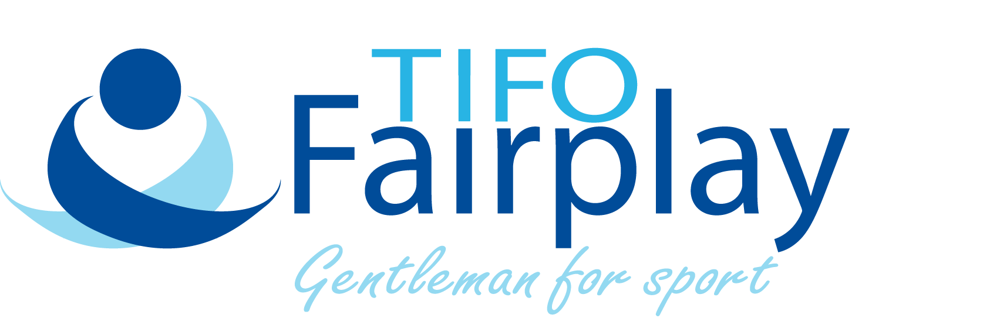 TIFO
Fairplay
Gentleman for sport